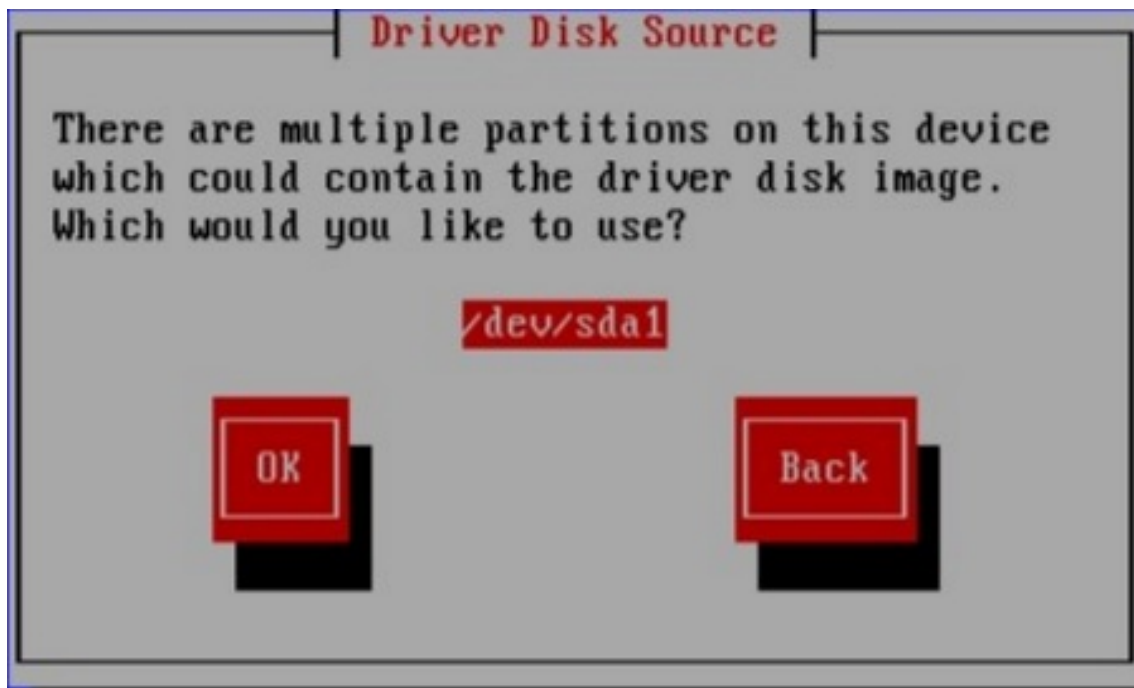 Driver Disk Source
There are multiple partitions on this device
which could contain the driver disk image.
Which would you like to use?
/dev/sda1
OK
Back